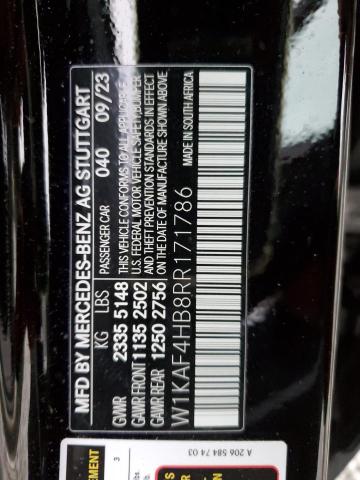 MFD BY MERCEDES-BENZ AG STUTTGART
PASSENGER CAR 040 09/23
KG LBS
GVWR 2335 5148
GAWR FRONT 1135 2502
GAWR REAR 1250 2756
THIS VEHICLE CONFORMS TO ALL APPLICABLE
U.S. FEDERAL MOTOR VEHICLE SAFETY, BUMPER,
AND THEFT PREVENTION STANDARDS IN EFFECT
ON THE DATE OF MANUFACTURE SHOWN ABOVE
MADE IN SOUTH AFRICA
W1KAF4HB8RR171786
A 206 584 74 03
EMENT
3
lbs.